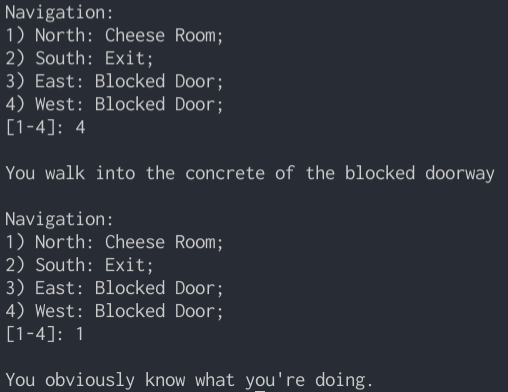 Navigation:
1) North: Cheese Room;
2) South: Exit;
3) East: Blocked Door;
4) West: Blocked Door;
[1-4]: 4
You walk into the concrete of the blocked doorway
Navigation:
1) North: Cheese Room;
2) South: Exit;
3) East: Blocked Door;
4) West: Blocked Door;
[1-4]: 1
You obviously know what you're doing.